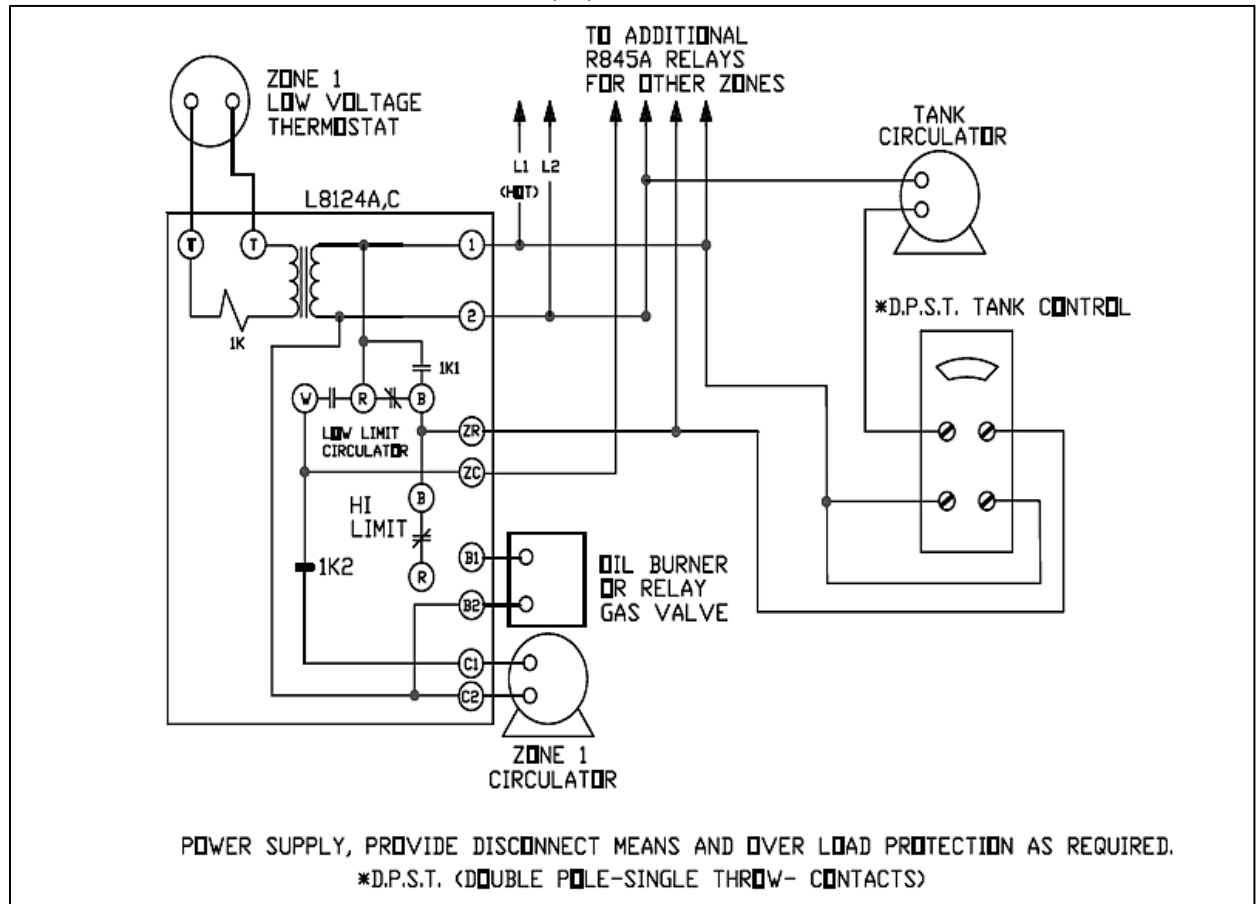 TO ADDITIONAL
R845A RELAYS
FOR OTHER ZONES
ZONE 1
LOW VOLTAGE
THERMOSTAT
TANK
CIRCULATOR
L1 L2
(HOT)
L8124A,C
T T 1
*D.P.S.T. TANK CONTROL
2
1K
1K1
W R B
LOW LIMIT
CIRCULATOR
ZR
ZC
HI
LIMIT
B
R
1K2
B1
B2
OIL BURNER
OR RELAY
GAS VALVE
C1
C2
ZONE 1
CIRCULATOR
POWER SUPPLY, PROVIDE DISCONNECT MEANS AND OVER LOAD PROTECTION AS REQUIRED.
*D.P.S.T. (DOUBLE POLE-SINGLE THROW- CONTACTS)